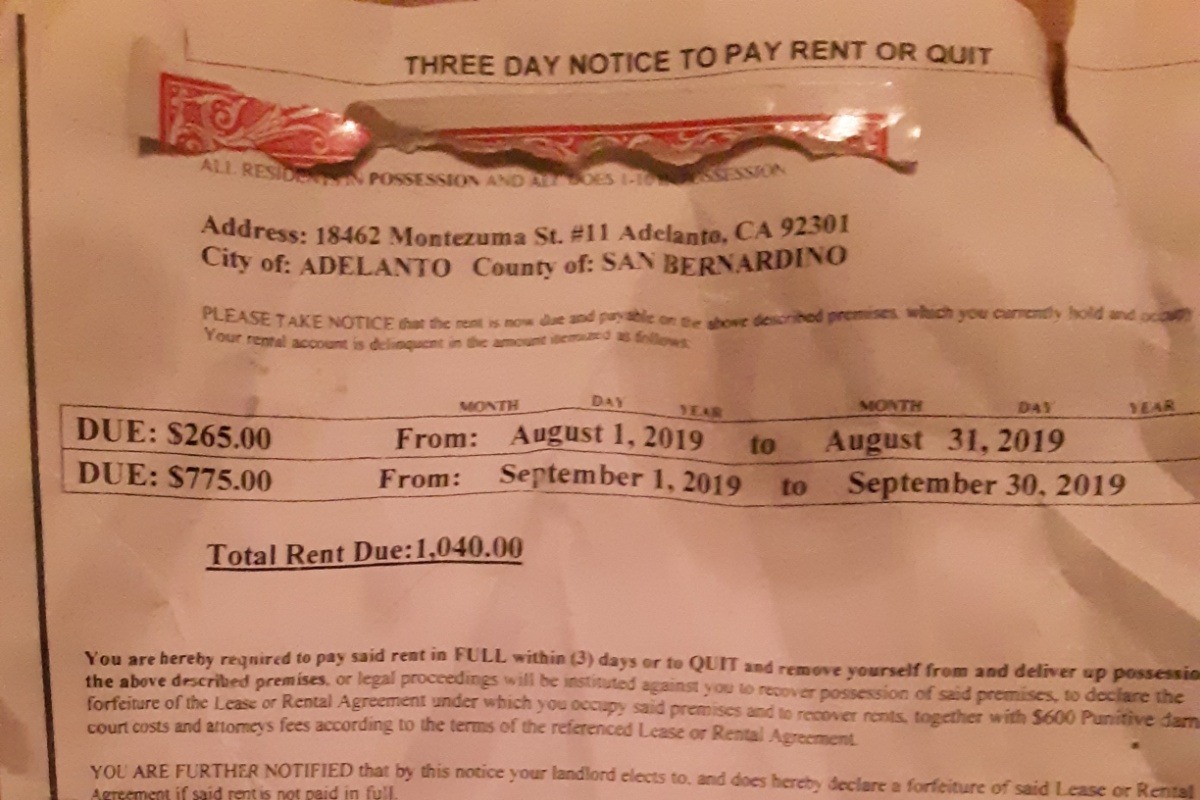 THREE DAY NOTICE TO PAY RENT OR QUIT
ALL RESIDENTS IN POSSESSION AND ALL DOES 1-10 POSSESSION
Address: 18462 Montezuma St. #11 Adelanto, CA 92301
City of: ADELANTO County of: SAN BERNARDINO
PLEASE TAKE NOTICE that the rent is now due and payable on the above described premises, which you currently hold and occupy
Your rental account is delinquent in the amount itemized as follows:
MONTH DAY YEAR MONTH DAY YEAR
DUE: $265.00 From: August 1, 2019 to August 31, 2019
DUE: $775.00 From: September 1, 2019 to September 30, 2019
Total Rent Due:1,040.00
You are hereby required to pay said rent in FULL within (3) days or to QUIT and remove yourself from and deliver up possessio
the above described premises, or legal proceedings will be instituted against you to recover possession of said premises, to declare the
forfeiture of the Lease or Rental Agreement under which you occupy said premises and to recover rents, together with $600 Punitive dam
court costs and attorneys fees according to the terms of the referenced Lease or Rental Agreement.
YOU ARE FURTHER NOTIFIED that by this notice your landlord elects to, and does hereby declare a forfeiture of said Lease or Rental
Agreement if said rent is not paid in full.